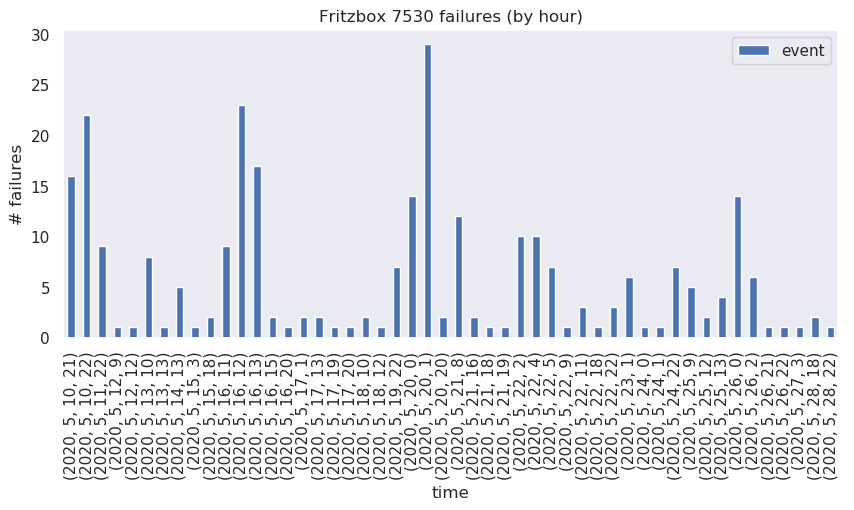 Fritzbox 7530 failures (by hour)
event
# failures
30
25
20
15
10
5
0
(2020, 5, 10, 21)
(2020, 5, 10, 22)
(2020, 5, 11, 22)
(2020, 5, 12, 9)
(2020, 5, 12, 12)
(2020, 5, 13, 10)
(2020, 5, 13, 12)
(2020, 5, 14, 13)
(2020, 5, 15, 3)
(2020, 5, 15, 18)
(2020, 5, 16, 11)
(2020, 5, 16, 12)
(2020, 5, 16, 13)
(2020, 5, 16, 15)
(2020, 5, 16, 20)
(2020, 5, 17, 1)
(2020, 5, 17, 13)
(2020, 5, 17, 19)
(2020, 5, 17, 20)
(2020, 5, 18, 10)
(2020, 5, 18, 12)
(2020, 5, 19, 22)
(2020, 5, 20, 0)
(2020, 5, 20, 1)
(2020, 5, 20, 20)
(2020, 5, 21, 8)
(2020, 5, 21, 16)
(2020, 5, 21, 18)
(2020, 5, 21, 19)
(2020, 5, 22, 2)
(2020, 5, 22, 4)
(2020, 5, 22, 5)
(2020, 5, 22, 9)
(2020, 5, 22, 11)
(2020, 5, 22, 18)
(2020, 5, 22, 22)
(2020, 5, 23, 1)
(2020, 5, 24, 0)
(2020, 5, 24, 1)
(2020, 5, 24, 22)
(2020, 5, 25, 9)
(2020, 5, 25, 12)
(2020, 5, 25, 13)
(2020, 5, 26, 0)
(2020, 5, 26, 2)
(2020, 5, 26, 21)
(2020, 5, 26, 22)
(2020, 5, 27, 3)
(2020, 5, 28, 18)
(2020, 5, 28, 22)
time